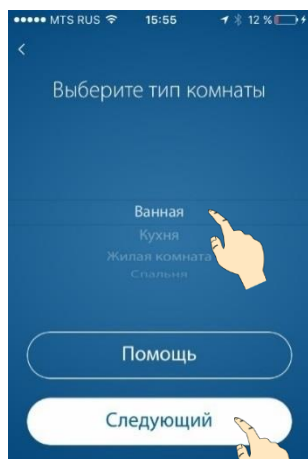 MTS RUS 15:55 12 %
Выберите тип комнаты
Ванная
Кухня
Жилая комната
Спальня
Помощь
Следующий